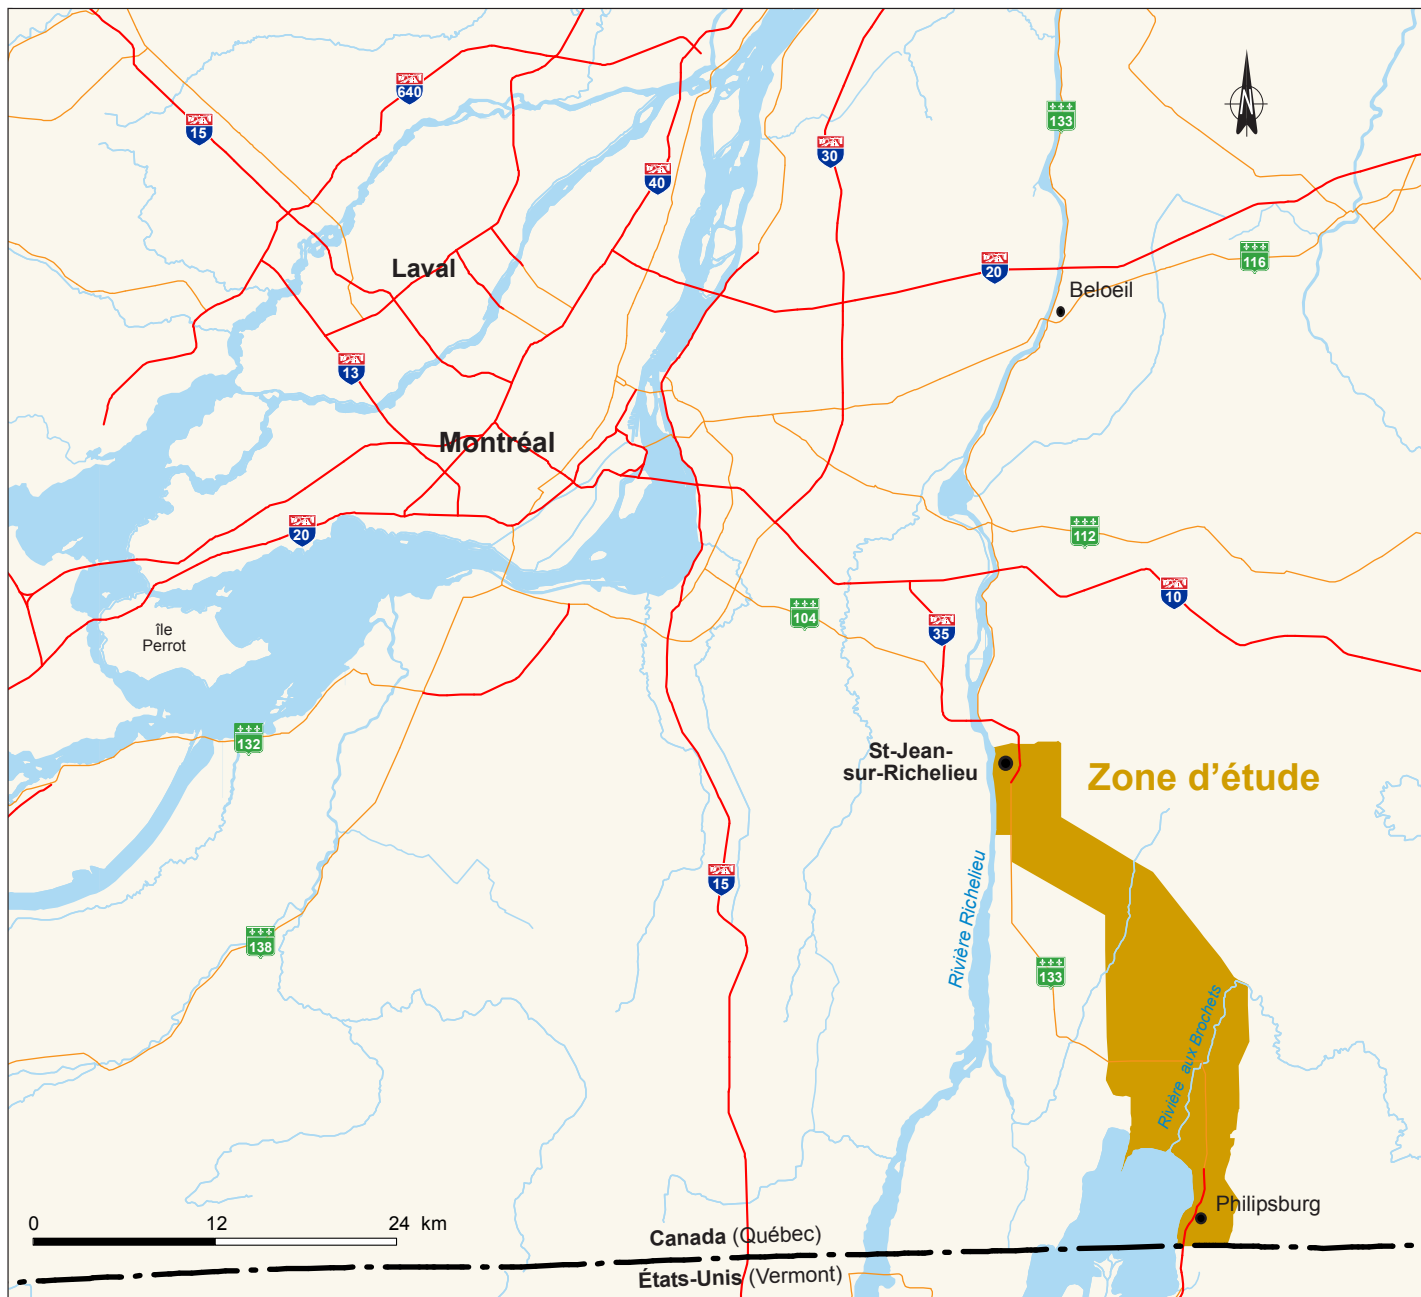 640
15
133
30
40
N
116
Laval
20
Beloeil
13
Montréal
20
112
10
104
35
île
Perrot
132
St-Jean-
sur-Richelieu
Zone d'étude
15
Rivière Richelieu
138
133
Rivière aux Brochets
Philipsburg
0 12 24 km
Canada (Québec)
États-Unis (Vermont)